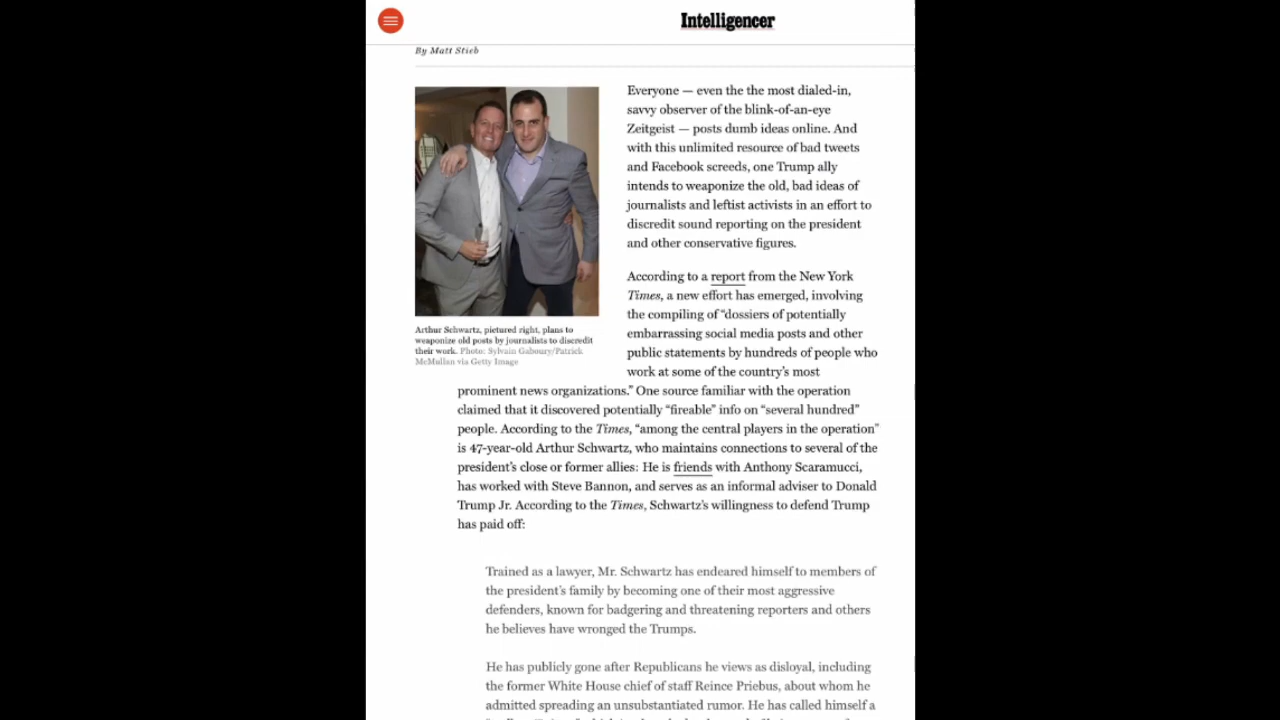 Intelligencer
By Matt Stieb
Everyone — even the the most dialed-in,
savvy observer of the blink-of-an-eye
Zeitgeist — posts dumb ideas online. And
with this unlimited resource of bad tweets
and Facebook screeds, one Trump ally
intends to weaponize the old, bad ideas of
journalists and leftist activists in an effort to
discredit sound reporting on the president
and other conservative figures.
Arthur Schwartz, pictured right, plans to
weaponize old posts by journalists to discredit
their work. Photo: Sylvain Gaboury/Patrick
McMullan via Getty Image
According to a report from the New York
Times, a new effort has emerged, involving
the compiling of “dossiers of potentially
embarrassing social media posts and other
public statements by hundreds of people who
work at some of the country’s most
prominent news organizations.” One source familiar with the operation
claimed that it discovered potentially “fireable” info on “several hundred”
people. According to the Times, “among the central players in the operation”
is 47-year-old Arthur Schwartz, who maintains connections to several of the
president’s close or former allies: He is friends with Anthony Scaramucci,
has worked with Steve Bannon, and serves as an informal adviser to Donald
Trump Jr. According to the Times, Schwartz’s willingness to defend Trump
has paid off:
Trained as a lawyer, Mr. Schwartz has endeared himself to members of
the president’s family by becoming one of their most aggressive
defenders, known for badgering and threatening reporters and others
he believes have wronged the Trumps.
He has publicly gone after Republicans he views as disloyal, including
the former White House chief of staff Reince Priebus, about whom he
admitted spreading an unsubstantiated rumor. He has called himself a